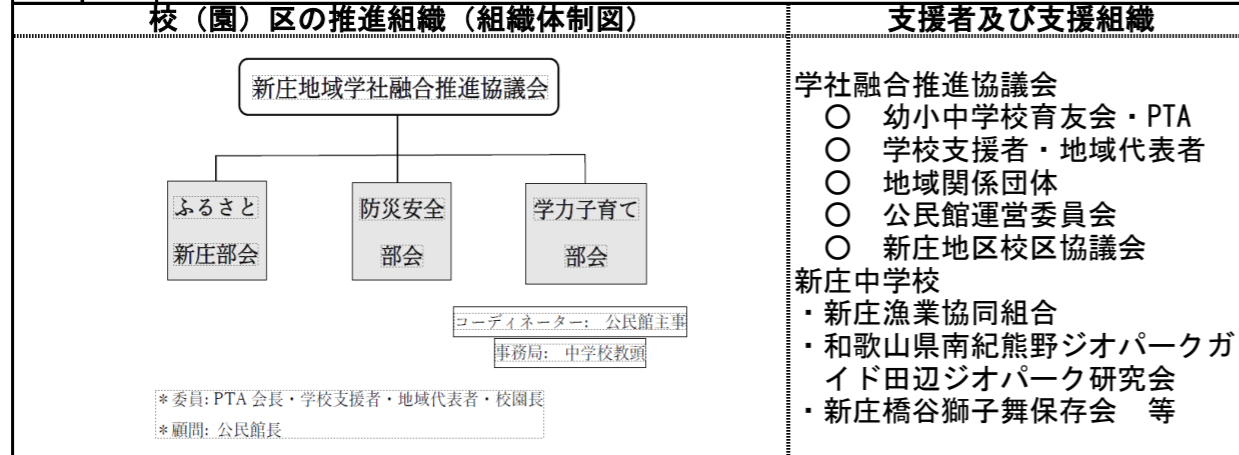 校（園）区の推進組織（組織体制図）
支援者及び支援組織
新庄地域学社融合推進協議会
ふるさと
新庄部会
防災安全
部会
学力子育て
部会
コーディネーター:　公民館主事
事務局:　中学校教頭
＊委員: PTA 会長・学校支援者・地域代表者・校園長
＊顧問: 公民館長
学社融合推進協議会
○　幼小中学校育友会・PTA
○　学校支援者・地域代表者
○　地域関係団体
○　公民館運営委員会
○　新庄地区校区協議会
新庄中学校
・新庄漁業協同組合
・和歌山県南紀熊野ジオパークガ
イド田辺ジオパーク研究会
・新庄橋谷獅子舞保存会　等